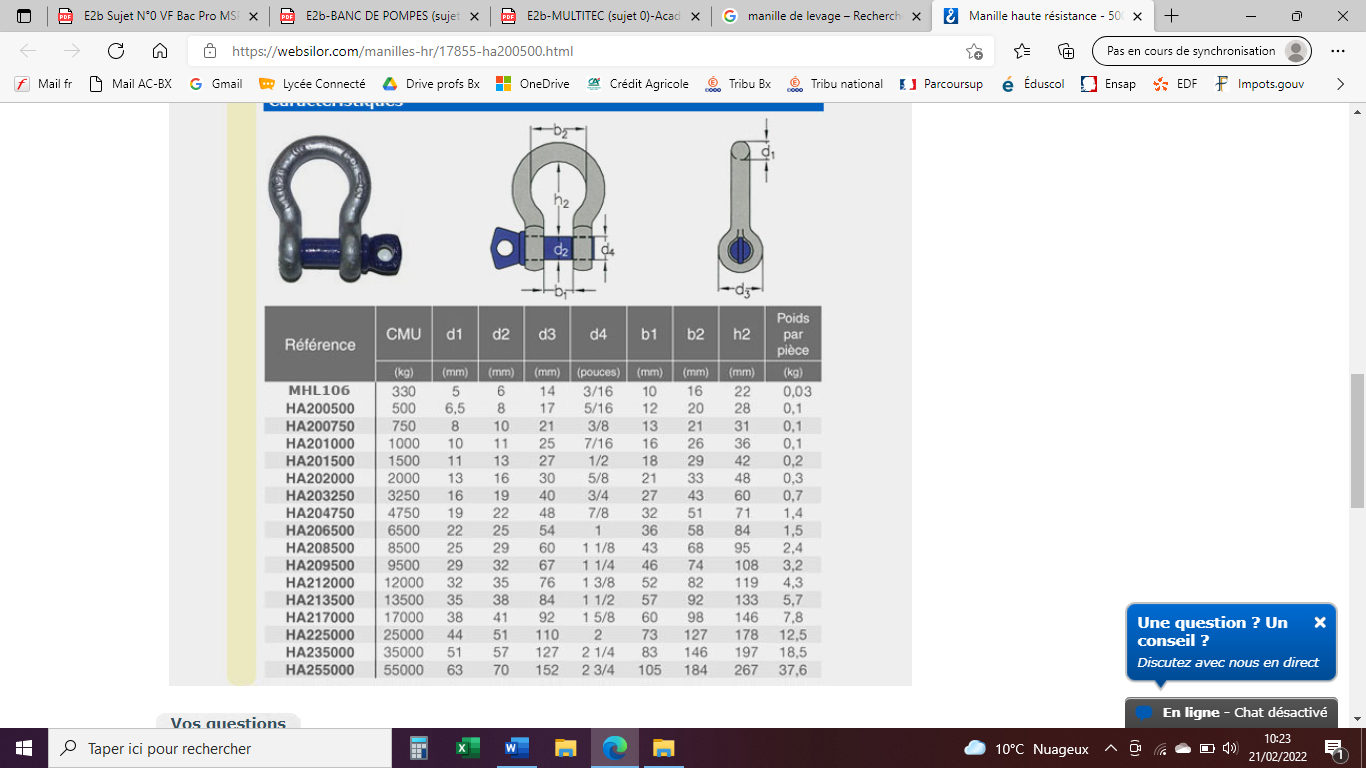 E2b Sujet N°0 VF Bac Pro MSP
E2b-BANC DE POMPES (sujet
E2b-MULTITEC (sujet 0)-Acad
manille de levage – Recherch
Manille haute résistance - 500
https://websilor.com/manilles-hr/17855-ha200500.html
Pas en cours de synchronisation
Mail fr
Mail AC-BX
Gmail
Lycée Connecté
Drive profs Bx
OneDrive
Crédit Agricole
Tribu Bx
Tribu national
Parcoursup
Éduscol
Ensap
EDF
Impots.gouv
Caractéristiques
b2
h2
d2
d4
b1
d1
d3
Référence CMU d1 d2 d3 d4 b1 b2 h2 Poids par pièce
(kg) (mm) (mm) (mm) (pouces) (mm) (mm) (mm) (kg)
MHL106 330 5 6 14 3/16 10 16 22 0,03
HA200500 500 6,5 8 17 5/16 12 20 28 0,1
HA200750 750 8 10 21 3/8 13 21 31 0,1
HA201000 1000 10 11 25 7/16 16 26 36 0,1
HA201500 1500 11 13 27 1/2 18 29 42 0,2
HA202000 2000 13 16 30 5/8 21 33 48 0,3
HA203250 3250 16 19 40 3/4 27 43 60 0,7
HA204750 4750 19 22 48 7/8 32 51 71 1,4
HA206500 6500 22 25 54 1 36 58 84 1,5
HA208500 8500 25 29 60 1 1/8 43 68 95 2,4
HA209500 9500 29 32 67 1 1/4 46 74 108 3,2
HA212000 12000 32 35 76 1 3/8 52 82 119 4,3
HA213500 13500 35 38 84 1 1/2 57 92 133 5,7
HA217000 17000 38 41 92 1 5/8 60 98 146 7,8
HA225000 25000 44 51 110 2 73 127 178 12,5
HA235000 35000 51 57 127 2 1/4 83 146 197 18,5
HA255000 55000 63 70 152 2 3/4 105 184 267 37,6
Une question ? Un
conseil ?
Discutez avec nous en direct
En ligne - Chat désactivé
Vos questions
Taper ici pour rechercher
10°C Nuageux
10:23
21/02/2022
1